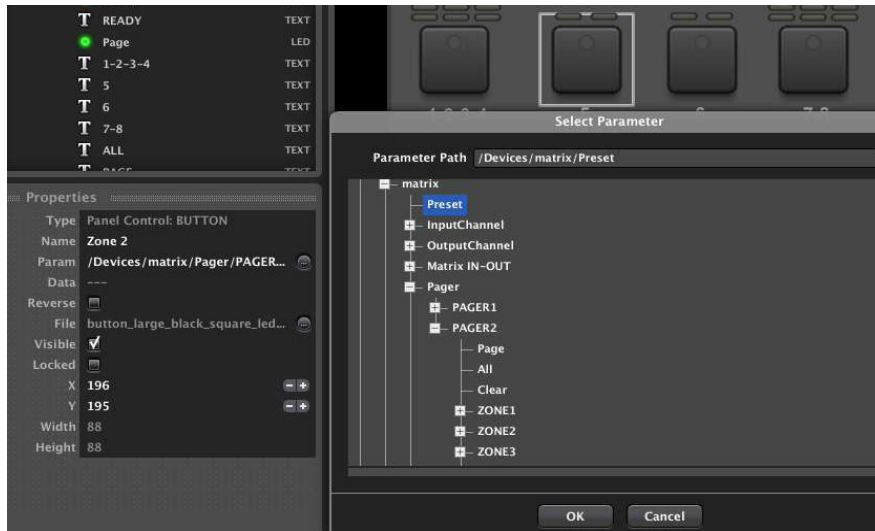 READY TEXT
Page LED
1-2-3-4 TEXT
5 TEXT
6 TEXT
7-8 TEXT
ALL TEXT
Properties
Type Panel Control: BUTTON
Name Zone 2
Param /Devices/matrix/Pager/PAGER...
Data ---
Reverse
File button_large_black_square_led...
Visible
Locked
X 196
Y 195
Width 88
Height 88
Select Parameter
Parameter Path /Devices/matrix/Preset
matrix
Preset
InputChannel
OutputChannel
Matrix IN-OUT
Pager
PAGER1
PAGER2
Page
All
Clear
ZONE1
ZONE2
ZONE3
OK Cancel